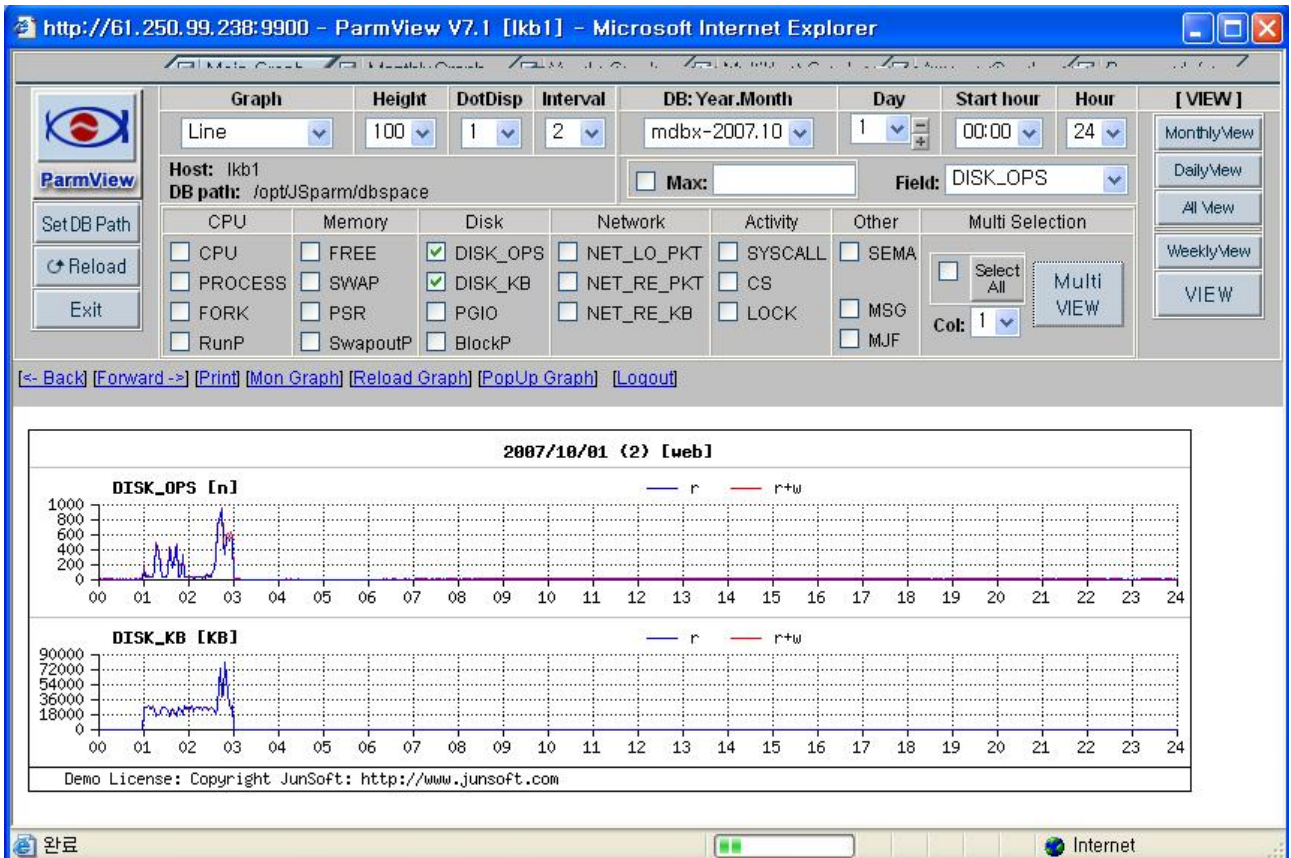 http://61.250.99.238:9900 - ParmView V7.1 [lkb1] - Microsoft Internet Explorer
Graph Height DotDisp Interval DB: Year.Month Day Start hour Hour [ VIEW ]
Line 100 1 2 mdbx-2007.10 1 00:00 24 MonthlyView
ParmView
Host: lkb1
DB path: /opt/JSparm/dbspace
Max: Field: DISK_OPS DailyView
Set DB Path CPU Memory Disk Network Activity Other Multi Selection All View
CPU FREE DISK_OPS NET_LO_PKT SYSCALL SEMA Select All WeeklyView
Reload PROCESS SWAP DISK_KB NET_RE_PKT CS Multi VIEW
Exit FORK PSR PGIO NET_RE_KB LOCK MSG Col: 1 VIEW
RunP SwapoutP BlockP MJF
[<- Back] [Forward ->] [Print] [Mon Graph] [Reload Graph] [PopUp Graph] [Logout]
2007/10/01 (2) [web]
DISK_OPS [n] r r+w
1000
800
600
400
200
0
00 01 02 03 04 05 06 07 08 09 10 11 12 13 14 15 16 17 18 19 20 21 22 23 24
DISK_KB [KB] r r+w
90000
72000
54000
36000
18000
0
00 01 02 03 04 05 06 07 08 09 10 11 12 13 14 15 16 17 18 19 20 21 22 23 24
Demo License: Copyright JunSoft: http://www.junsoft.com
완료 Internet